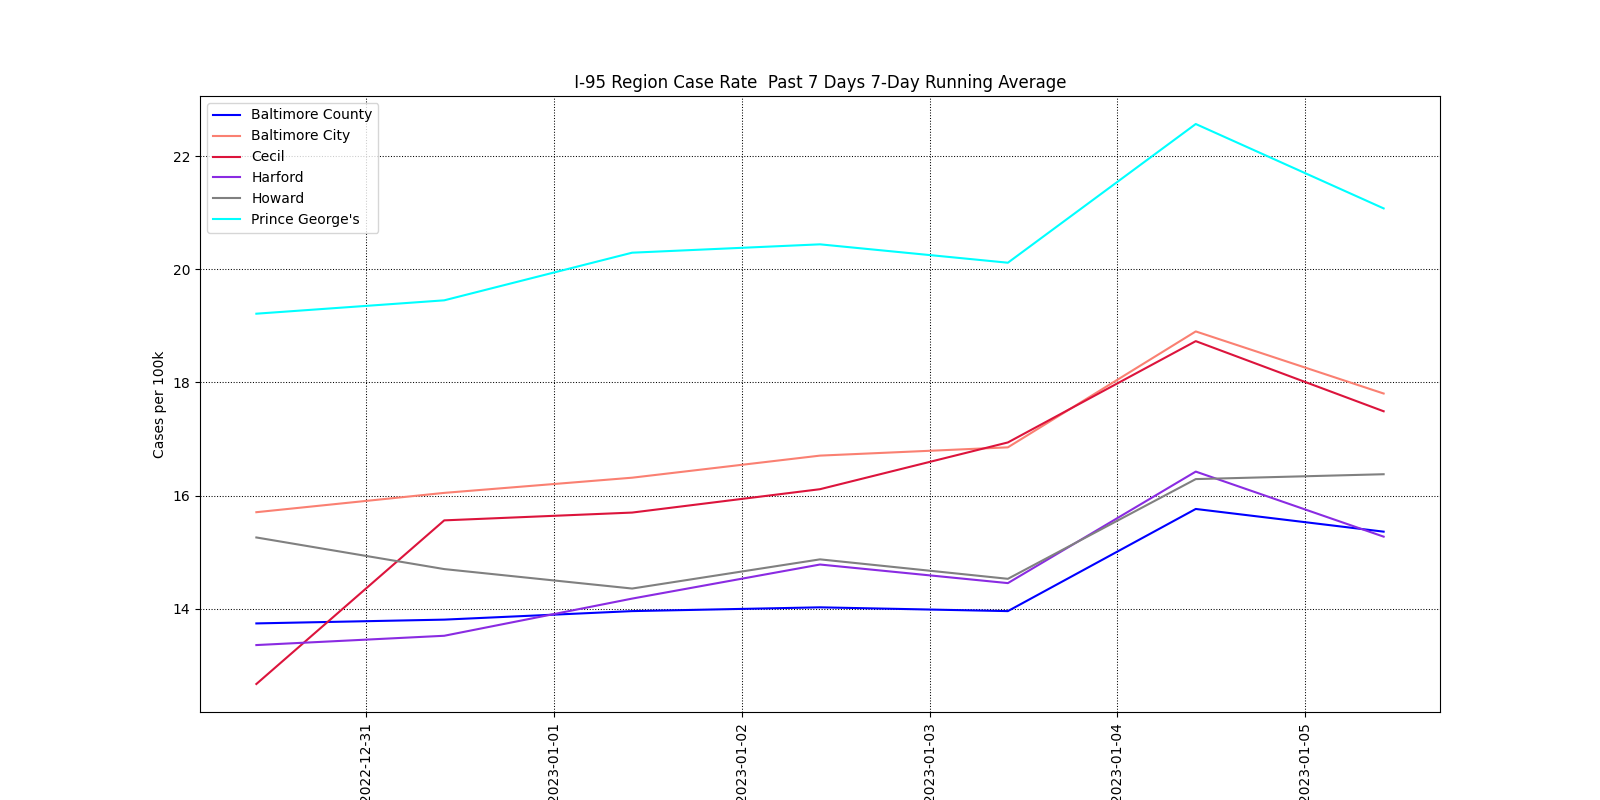 I-95 Region Case Rate  Past 7 Days 7-Day Running Average
Baltimore County
Baltimore City
Cecil
Harford
Howard
Prince George's
22
20
18
16
14
Cases per 100k
2022-12-31
2023-01-01
2023-01-02
2023-01-03
2023-01-04
2023-01-05